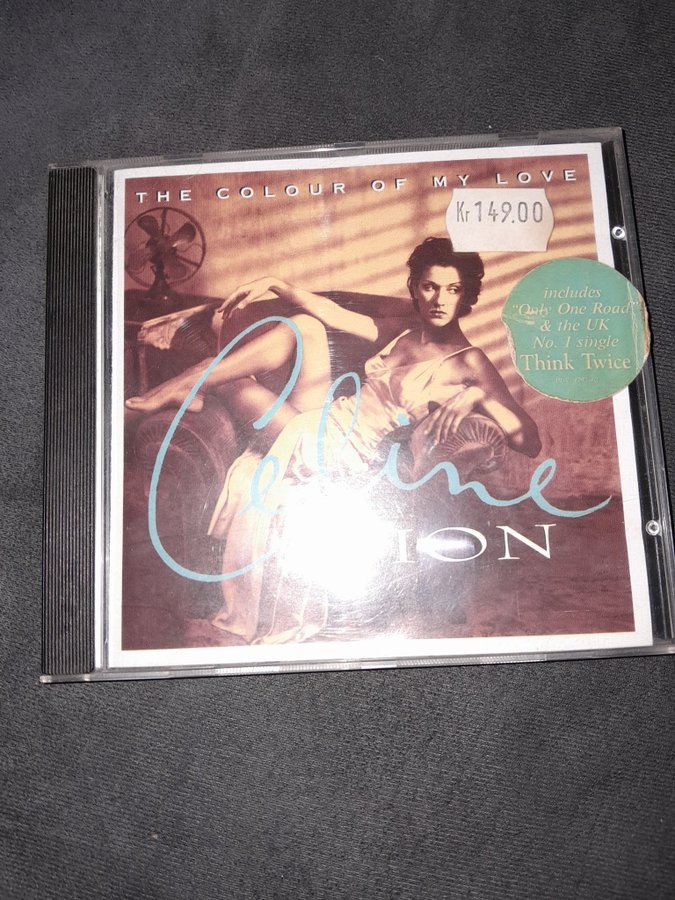 THE COLOUR OF MY LOVE
Kr 149.00
includes
"Only One Road"
& the UK
No. 1 single
Think Twice
Celine
ION